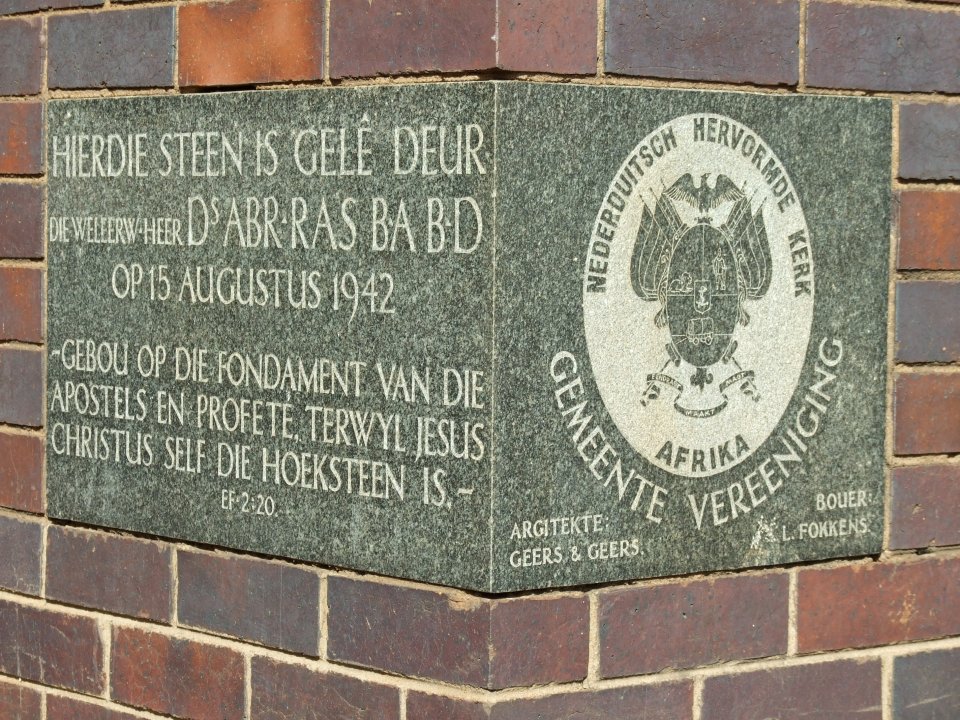 HIERDIE STEEN IS GELÊ DEUR
DIE WELEERW·HEER Ds ABR·RAS BA B·D
OP 15 AUGUSTUS 1942
~GEBOU OP DIE FONDAMENT VAN DIE
APOSTELS EN PROFETE, TERWYL JESUS
CHRISTUS SELF DIE HOEKSTEEN IS.~
EF·2:20.
NEDERDUITSCH HERVORMDE KERK
AFRIKA
GEMEENTE VEREENIGING
ARGITEKTE:
GEERS & GEERS.
BOUER:
L. FOKKENS.